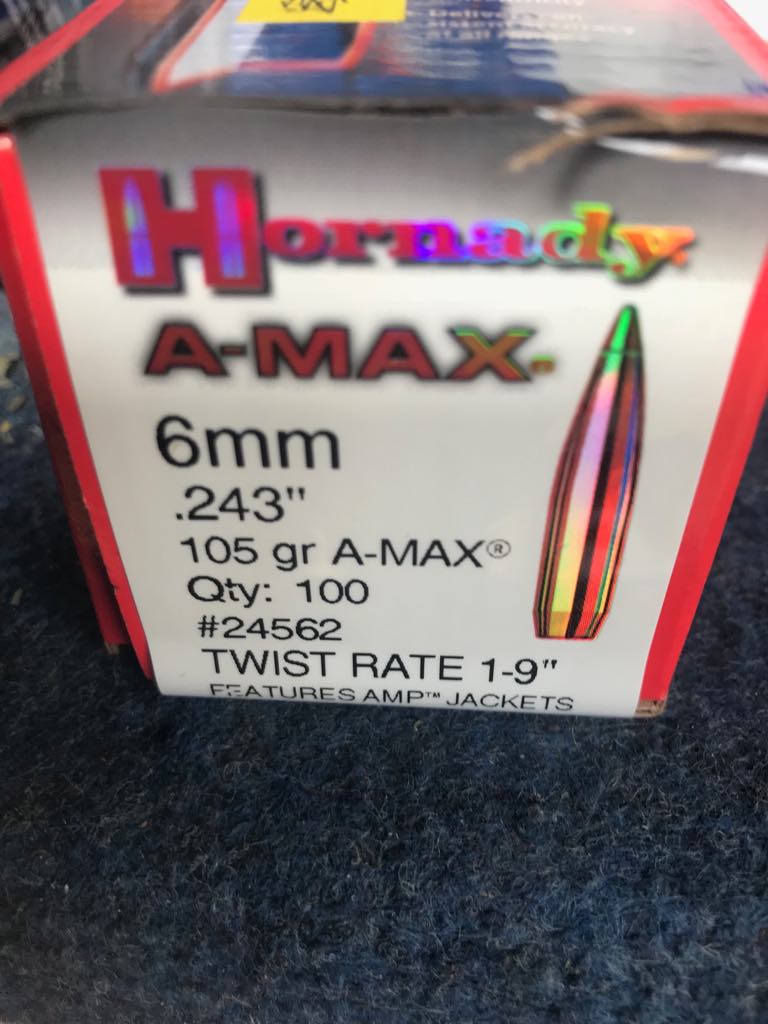 Hornady
A-MAX
6mm
.243"
105 gr A-MAX®
Qty: 100
#24562
TWIST RATE 1-9"
FEATURES AMP™ JACKETS